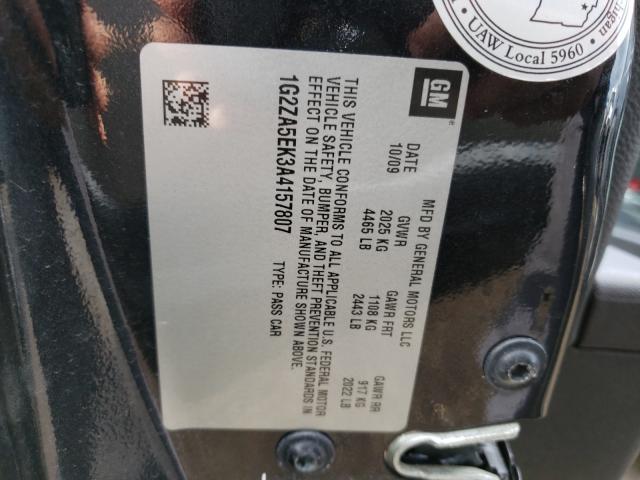 UAW Local 5960
GM
MFD BY GENERAL MOTORS LLC
DATE GVWR GAWR FRT GAWR RR
10/09 2025 KG 1108 KG 917 KG
4465 LB 2443 LB 2022 LB
THIS VEHICLE CONFORMS TO ALL APPLICABLE U.S. FEDERAL MOTOR
VEHICLE SAFETY, BUMPER, AND THEFT PREVENTION STANDARDS IN
EFFECT ON THE DATE OF MANUFACTURE SHOWN ABOVE.
1G2ZA5EK3A4157807 TYPE: PASS CAR